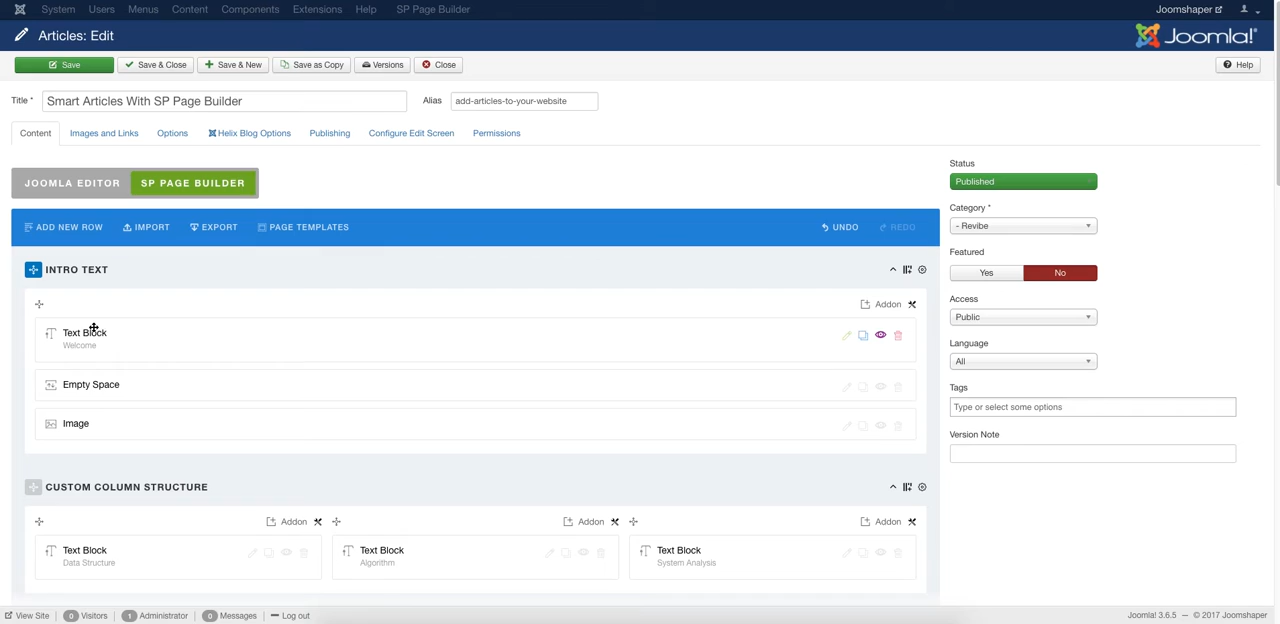 System Users Menus Content Components Extensions Help SP Page Builder Joomshaper
Articles: Edit Joomla!
Save Save & Close Save & New Save as Copy Versions Close Help
Title * Smart Articles With SP Page Builder Alias add-articles-to-your-website
Content Images and Links Options Helix Blog Options Publishing Configure Edit Screen Permissions
JOOMLA EDITOR SP PAGE BUILDER
ADD NEW ROW IMPORT EXPORT PAGE TEMPLATES UNDO REDO
INTRO TEXT
Addon
Text Block
Welcome
Empty Space
Image
CUSTOM COLUMN STRUCTURE
Addon Addon Addon
Text Block Text Block Text Block
Data Structure Algorithm System Analysis
Status
Published
Category *
- Revibe
Featured
Yes No
Access
Public
Language
All
Tags
Type or select some options
Version Note
View Site 0 Visitors 1 Administrator 0 Messages Log out Joomla! 3.6.5 — © 2017 Joomshaper